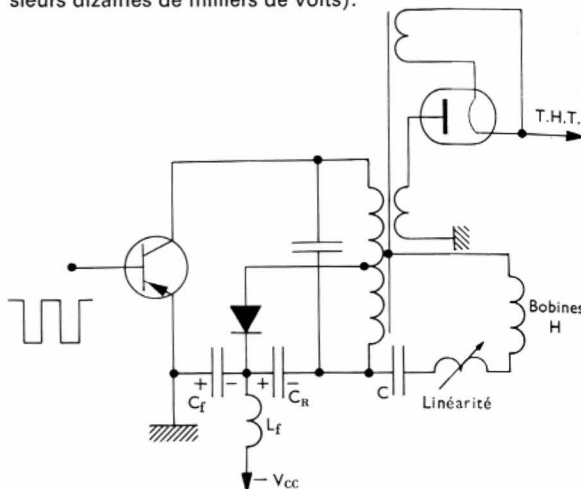 sieurs dizaines de milliers de volts).
T.H.T.
Bobines
H
+ - + -
C_f C_R C
Linéarité
L_f
- V_CC